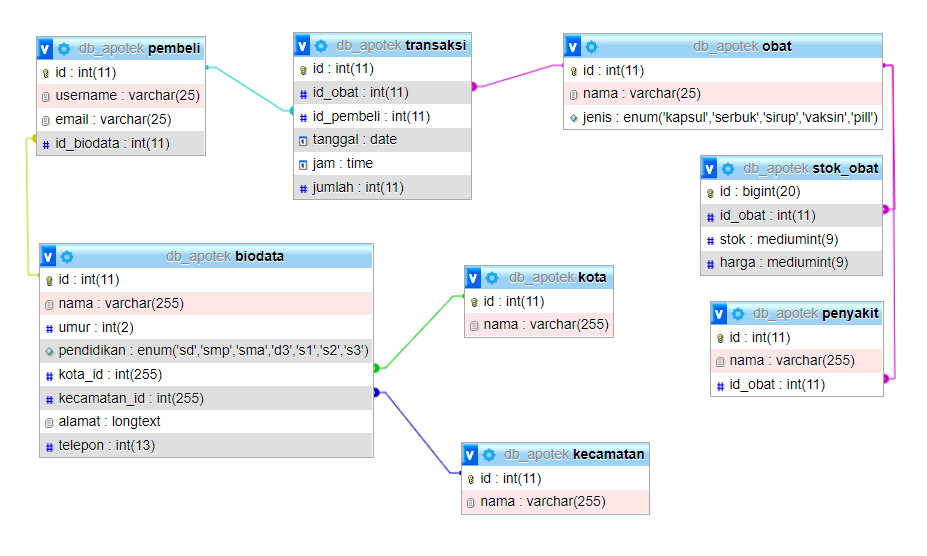 db_apotek pembeli
id : int(11)
username : varchar(25)
email : varchar(25)
id_biodata : int(11)
db_apotek transaksi
id : int(11)
id_obat : int(11)
id_pembeli : int(11)
tanggal : date
jam : time
jumlah : int(11)
db_apotek obat
id : int(11)
nama : varchar(25)
jenis : enum('kapsul','serbuk','sirup','vaksin','pill')
db_apotek stok_obat
id : bigint(20)
id_obat : int(11)
stok : mediumint(9)
harga : mediumint(9)
db_apotek biodata
id : int(11)
nama : varchar(255)
umur : int(2)
pendidikan : enum('sd','smp','sma','d3','s1','s2','s3')
kota_id : int(255)
kecamatan_id : int(255)
alamat : longtext
telepon : int(13)
db_apotek kota
id : int(11)
nama : varchar(255)
db_apotek penyakit
id : int(11)
nama : varchar(255)
id_obat : int(11)
db_apotek kecamatan
id : int(11)
nama : varchar(255)